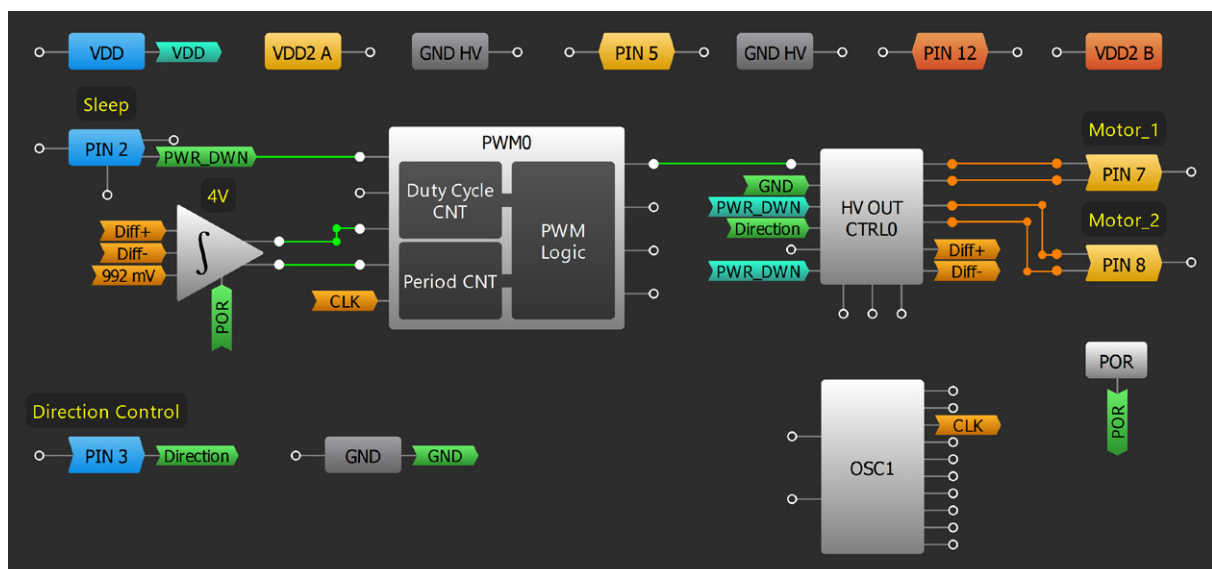 VDD
VDD
VDD2 A
GND HV
PIN 5
GND HV
PIN 12
VDD2 B
Sleep
PIN 2
PWR_DWN
4V
Diff+
Diff-
992 mV
∫
POR
PWM0
Duty Cycle
CNT
Period CNT
PWM
Logic
CLK
GND
PWR_DWN
Direction
PWR_DWN
HV OUT
CTRL0
Diff+
Diff-
Motor_1
PIN 7
Motor_2
PIN 8
POR
POR
Direction Control
PIN 3
Direction
GND
GND
OSC1
CLK